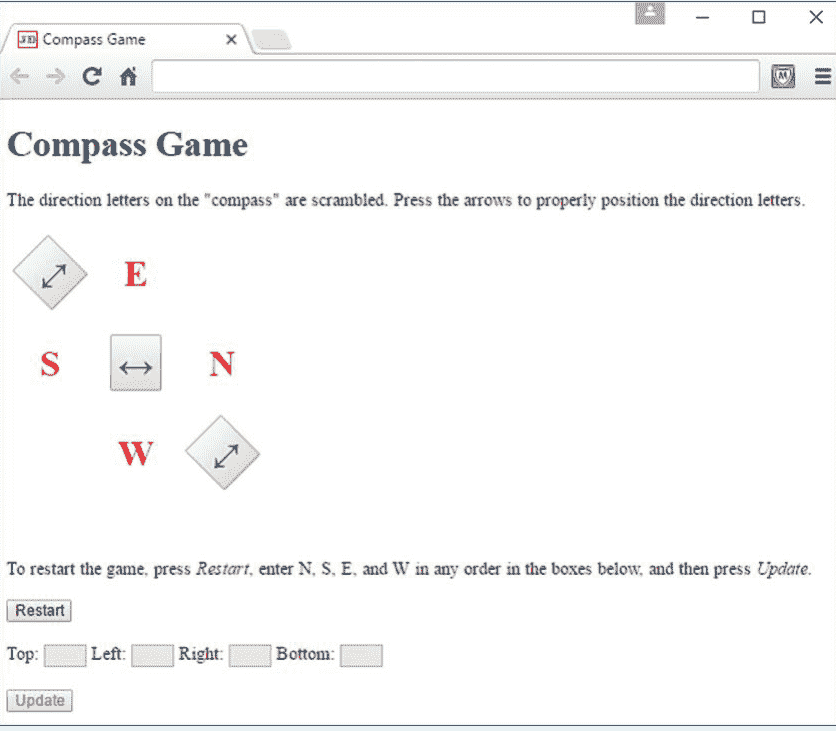 Compass Game
Compass Game
The direction letters on the "compass" are scrambled. Press the arrows to properly position the direction letters.
E
S N
W
To restart the game, press Restart, enter N, S, E, and W in any order in the boxes below, and then press Update.
Restart
Top: Left: Right: Bottom:
Update